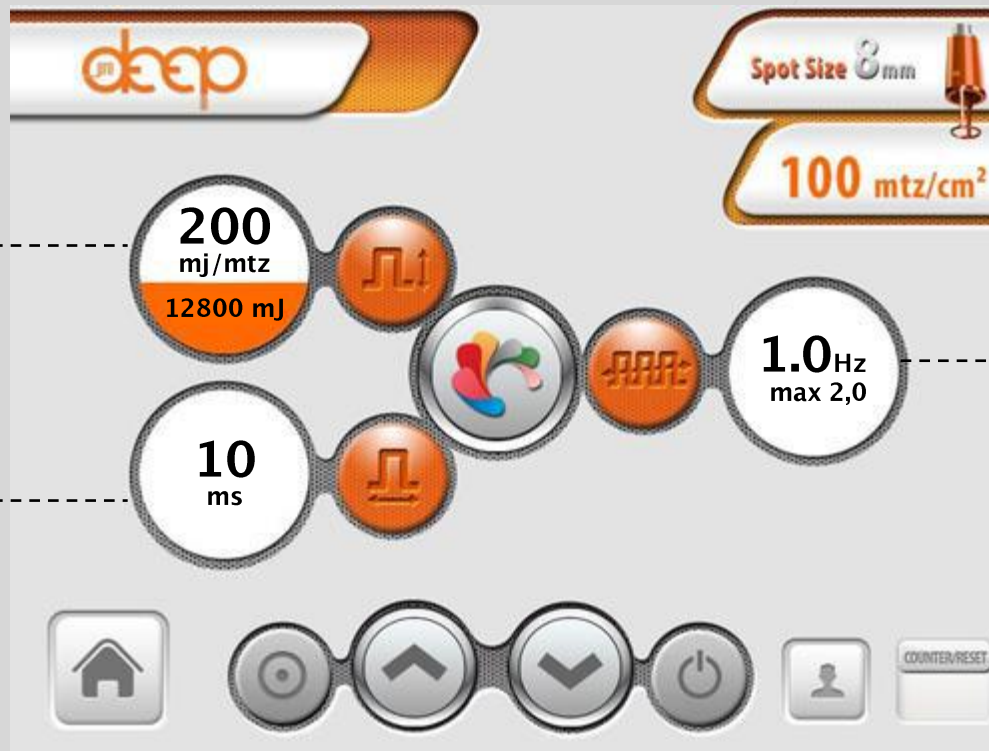 jm deep
Spot Size 8mm
100 mtz/cm²
200
mj/mtz
12800 mJ
1.0Hz
max 2,0
10
ms
COUNTER/RESET